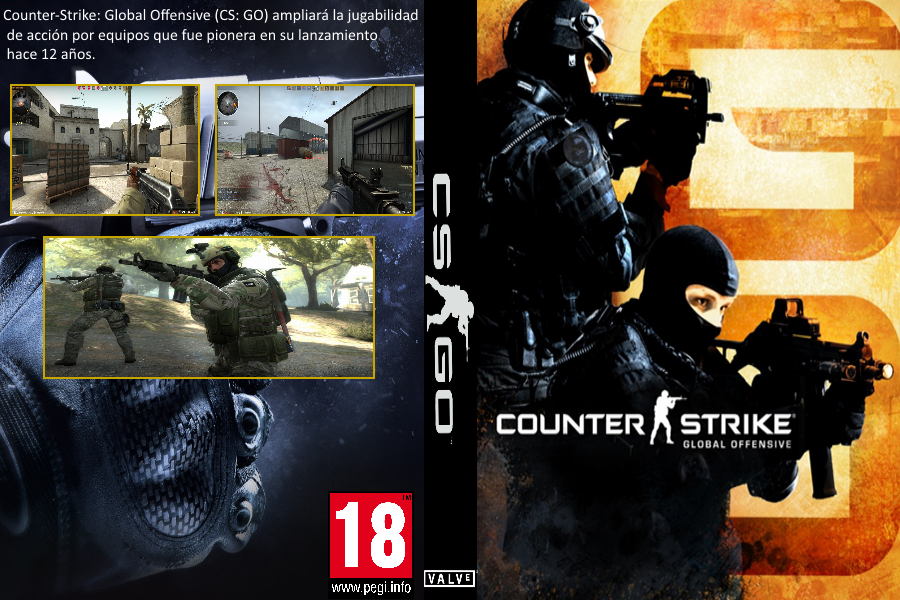 Counter-Strike: Global Offensive (CS: GO) ampliará la jugabilidad
de acción por equipos que fue pionera en su lanzamiento
hace 12 años.
18
www.pegi.info
CS GO
VALVE
COUNTER STRIKE
GLOBAL OFFENSIVE